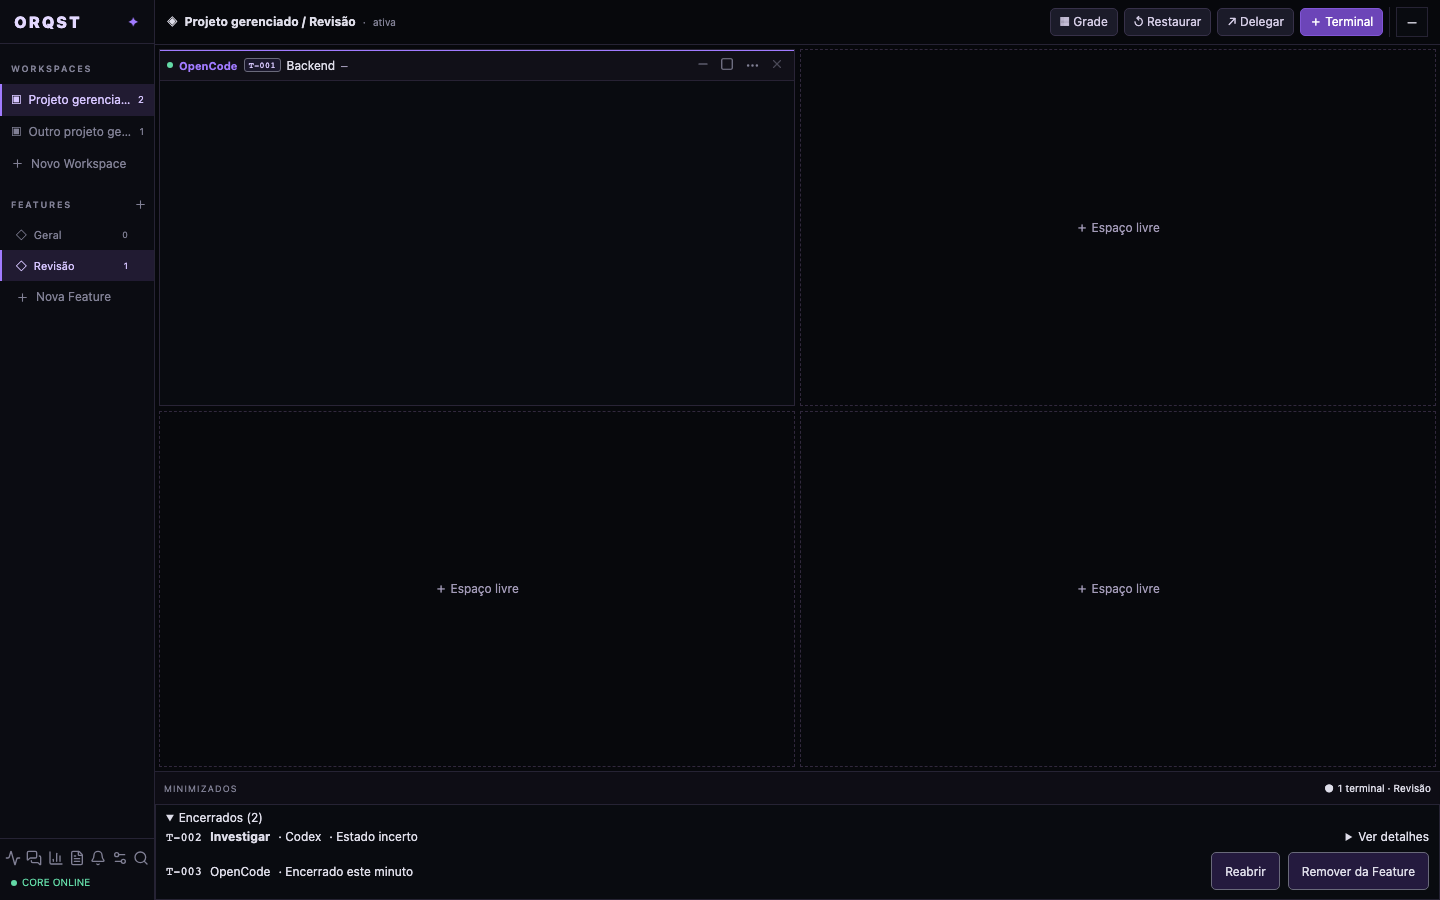 ORQST
WORKSPACES
Projeto gerencia... 2
Outro projeto ge... 1
+ Novo Workspace
FEATURES +
Geral 0
Revisão 1
+ Nova Feature
CORE ONLINE
Projeto gerenciado / Revisão · ativa
Grade
Restaurar
Delegar
+ Terminal
OpenCode T-001 Backend —
+ Espaço livre
+ Espaço livre
+ Espaço livre
MINIMIZADOS
1 terminal · Revisão
Encerrados (2)
T-002 Investigar · Codex · Estado incerto
Ver detalhes
T-003 OpenCode · Encerrado este minuto
Reabrir
Remover da Feature